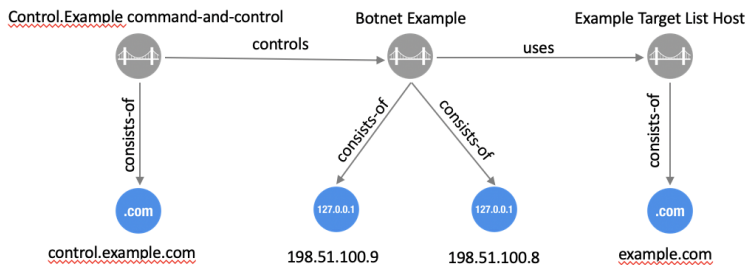 Control.Example command-and-control
Botnet Example
Example Target List Host
controls
uses
consists-of
consists-of
consists-of
consists-of
.com
127.0.0.1
127.0.0.1
.com
control.example.com
198.51.100.9
198.51.100.8
example.com